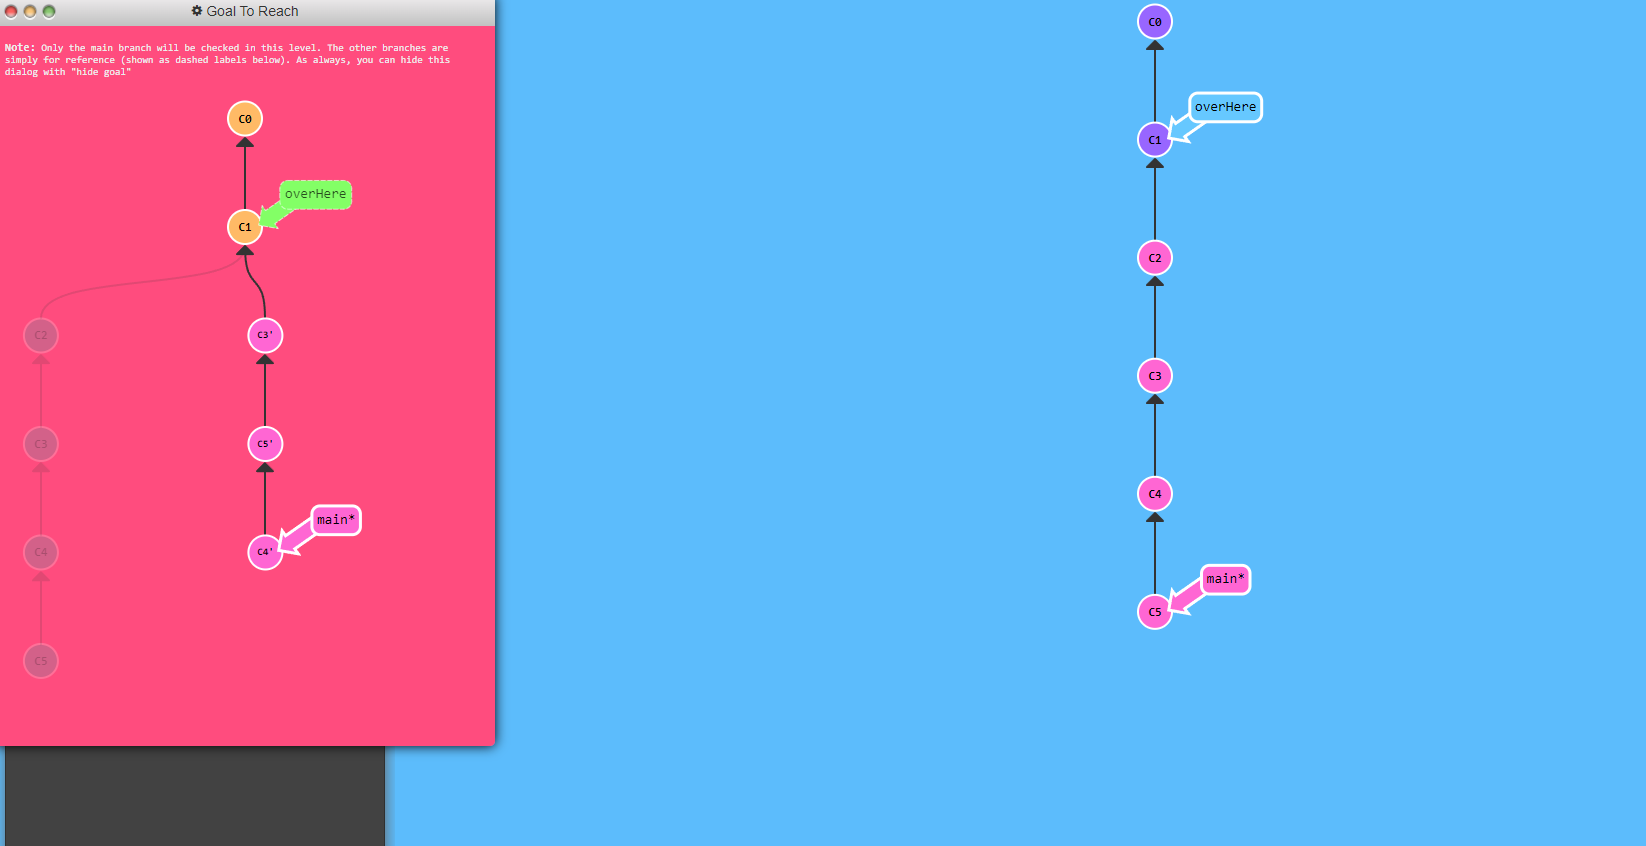 Goal To Reach
Note: Only the main branch will be checked in this level. The other branches are
simply for reference (shown as dashed labels below). As always, you can hide this
dialog with "hide goal"
C0
overHere
C1
C2
C3'
C3
C5'
main*
C4
C4'
C5
C0
overHere
C1
C2
C3
C4
main*
C5